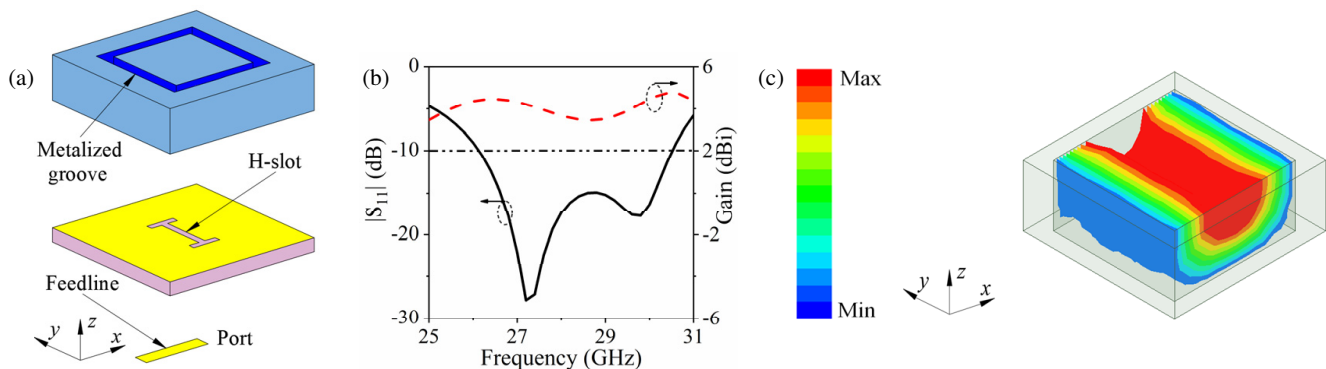 (a)
Metalized
groove
H-slot
Feedline
Port
y z x
(b)
|S11| (dB)
0
-10
-20
-30
25 27 29 31
Frequency (GHz)
6
2
-2
-6
Gain (dBi)
(c)
Max
Min
y z x